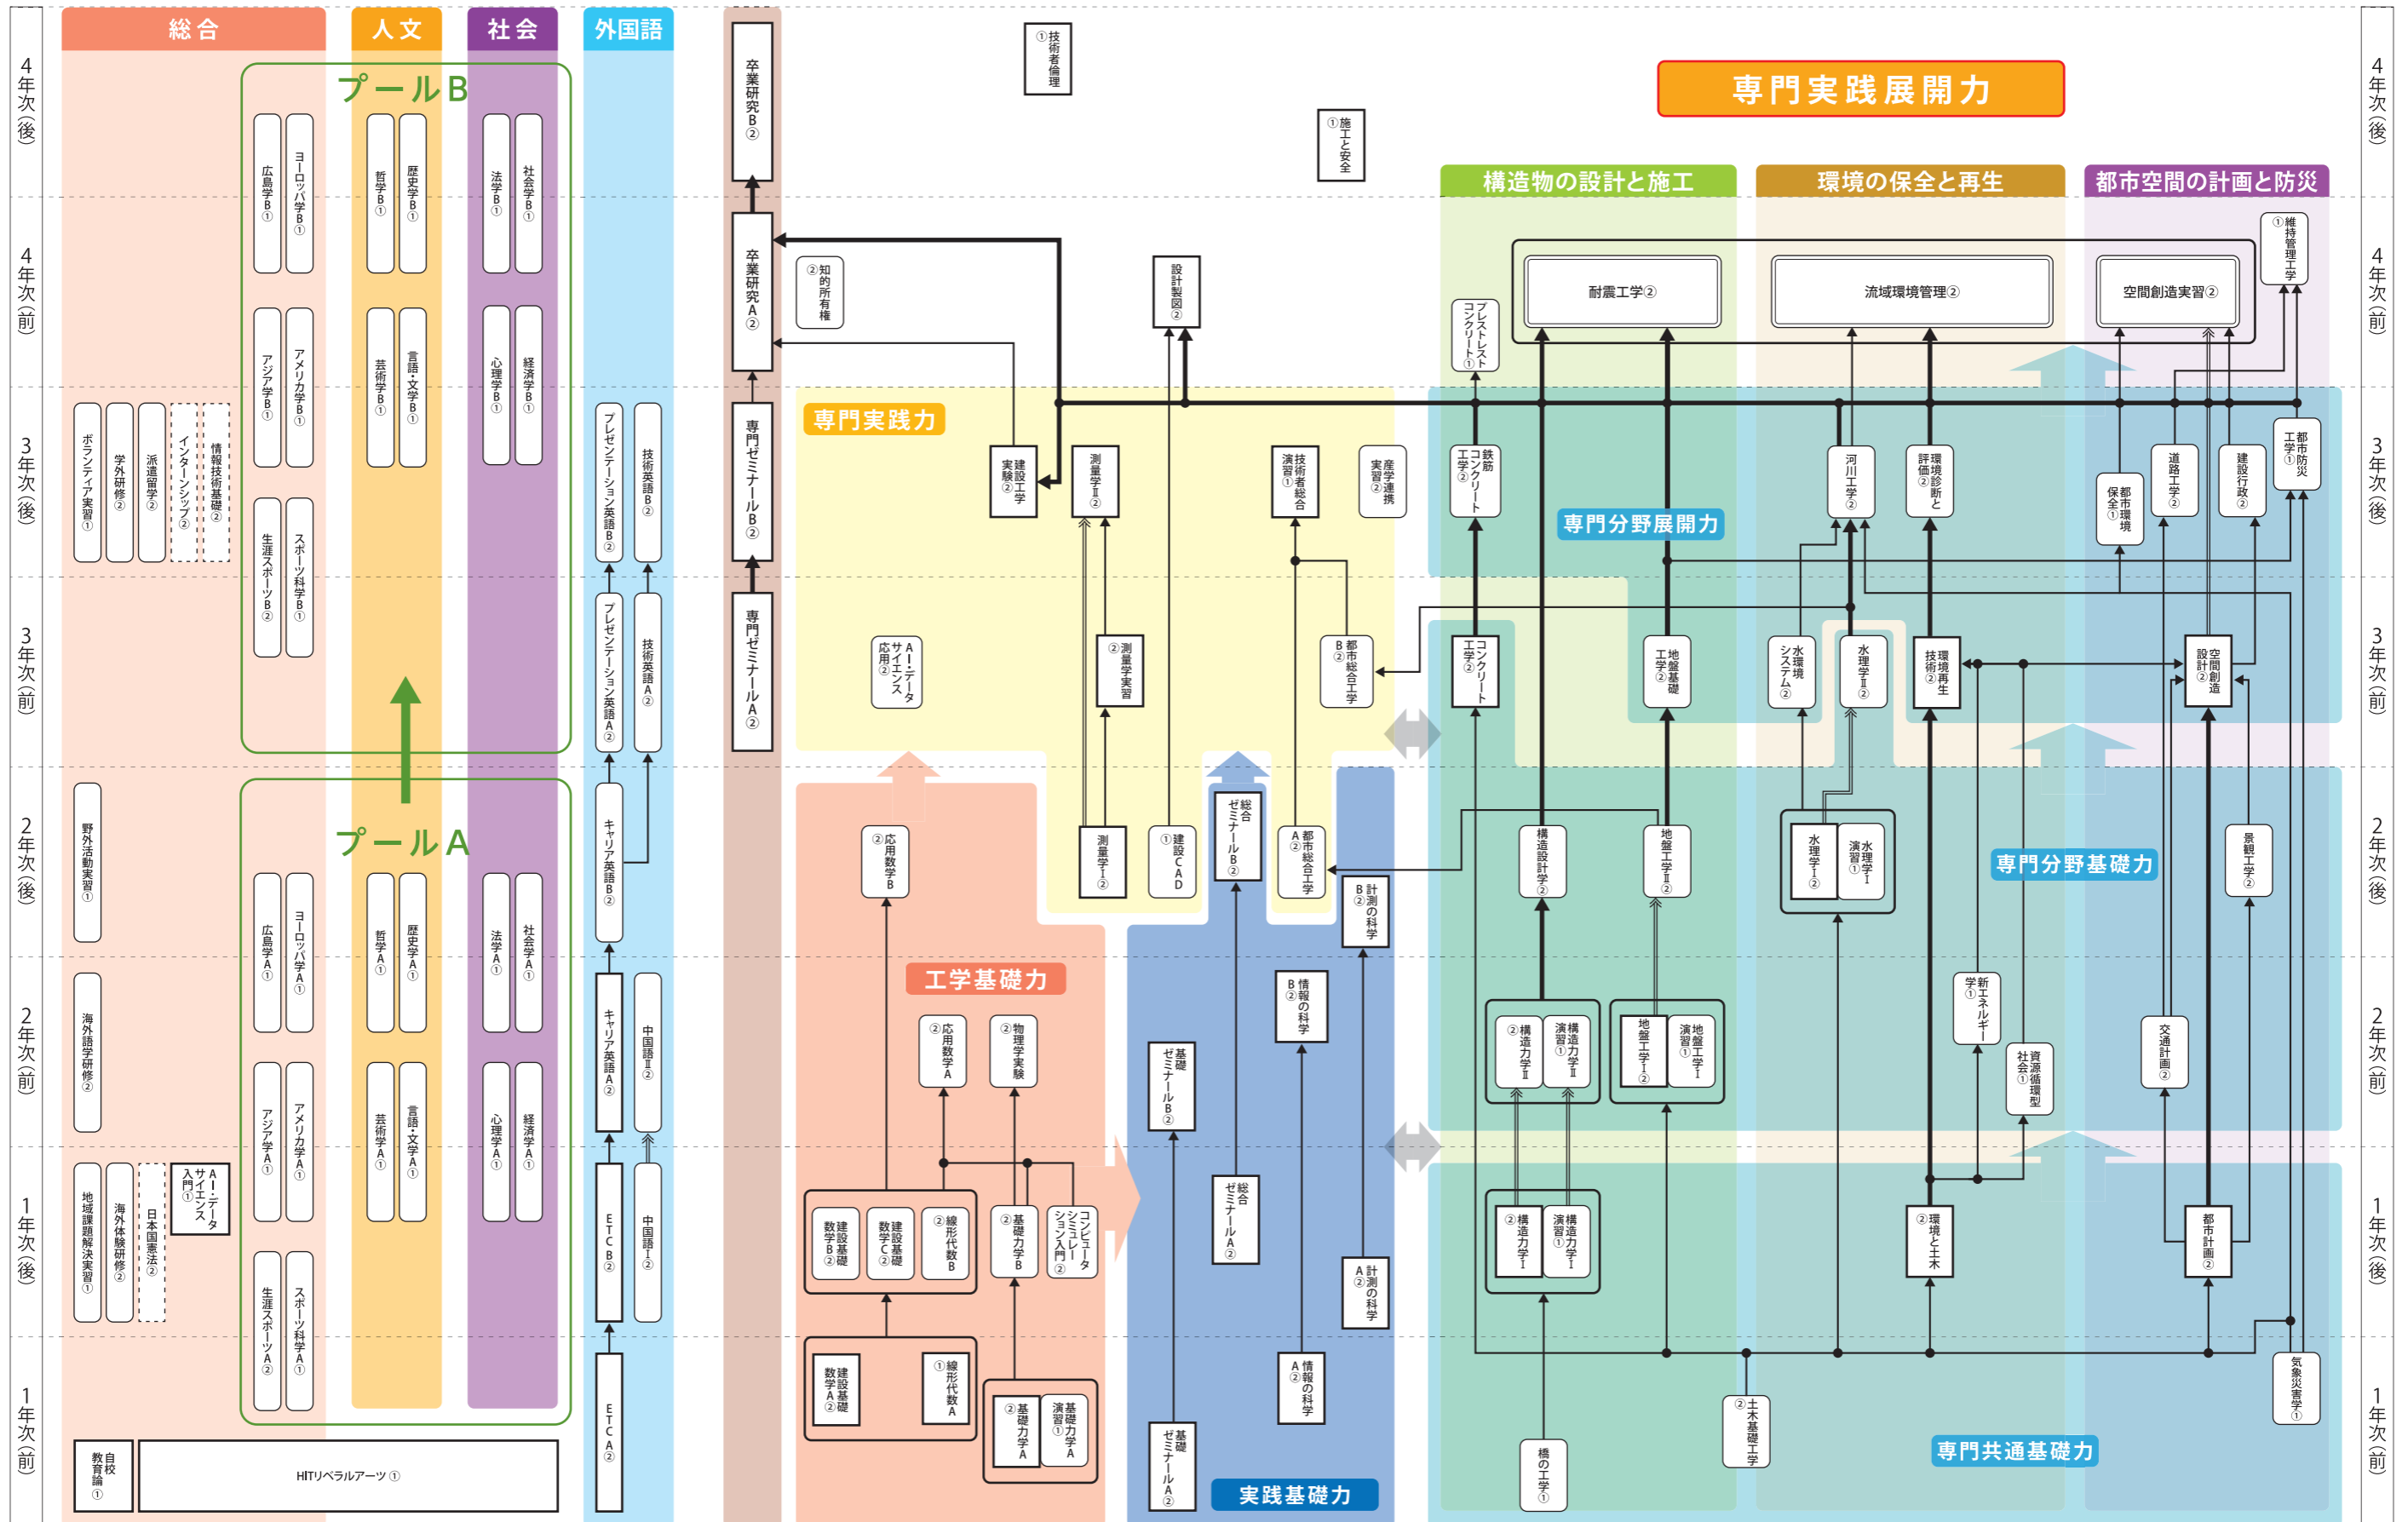 総合
人文
社会
外国語
4年次(後)
4年次(前)
3年次(後)
3年次(前)
2年次(後)
2年次(前)
1年次(後)
1年次(前)
プールB
広島学B①
ヨーロッパ学B①
哲学B①
歴史学B①
法学B①
社会学B①
アジア学B①
アメリカ学B①
芸術学B①
言語・文学B①
心理学B①
経済学B①
生涯スポーツB②
スポーツ科学B①
ボランティア実習①
学外研修②
派遣留学②
インターンシップ②
情報技術基礎②
プレゼンテーション英語B②
技術英語B②
プレゼンテーション英語A②
技術英語A②
プールA
野外活動実習①
海外語学研修②
広島学A①
ヨーロッパ学A①
哲学A①
歴史学A①
法学A①
社会学A①
アジア学A①
アメリカ学A①
芸術学A①
言語・文学A①
心理学A①
経済学A①
生涯スポーツA②
スポーツ科学A①
キャリア英語B②
キャリア英語A②
中国語Ⅱ②
ETC B②
中国語Ⅰ②
ETC A②
地域課題解決実習①
海外体験研修②
日本国憲法②
AI・データ
サイエンス
入門①
自校
教育論①
HITリベラルアーツ ①
卒業研究B②
卒業研究A②
専門ゼミナールB②
専門ゼミナールA②
技術者倫理
①
施工と安全
①
知的所有権
②
設計製図②
専門実践力
建設工学
実験②
測量学Ⅱ②
技術者総合
演習①
産学連携
実習②
AI・データ
サイエンス
応用②
測量学実習
②
都市総合工学
B②
測量学Ⅰ②
建設CAD
①
総合
ゼミナールB②
都市総合工学
A②
計測の科学
B②
応用数学B
②
工学基礎力
応用数学A
②
物理学実験
②
基礎
ゼミナールB②
情報の科学
B②
建設基礎
数学B②
建設基礎
数学C②
線形代数B
②
基礎力学B
②
コンピュータ
シミュレー
ション入門②
総合
ゼミナールA②
計測の科学
A②
建設基礎
数学A②
線形代数A
①
基礎力学A
②
基礎力学A
演習①
基礎
ゼミナールA②
情報の科学
A②
実践基礎力
専門実践展開力
構造物の設計と施工
環境の保全と再生
都市空間の計画と防災
プレストレスト
コンクリート①
耐震工学②
流域環境管理②
空間創造実習②
維持管理工学
①
鉄筋
コンクリート
工学②
専門分野展開力
河川工学②
環境診断と
評価②
都市環境
保全①
道路工学②
建設行政②
都市防災
工学①
コンクリート
工学②
地盤基礎
工学②
水環境
システム②
水理学Ⅱ②
環境再生
技術②
空間創造
設計②
構造設計学②
地盤工学Ⅱ②
水理学Ⅰ②
水理学Ⅰ
演習①
専門分野基礎力
景観工学②
構造力学Ⅱ
②
構造力学Ⅱ
演習①
地盤工学Ⅰ②
地盤工学Ⅰ
演習①
新エネルギー
学①
資源循環型
社会①
交通計画②
構造力学Ⅰ
②
構造力学Ⅰ
演習①
環境と土木
②
都市計画②
橋の工学①
土木基礎工学
②
気象災害学①
専門共通基礎力
4年次(後)
4年次(前)
3年次(後)
3年次(前)
2年次(後)
2年次(前)
1年次(後)
1年次(前)